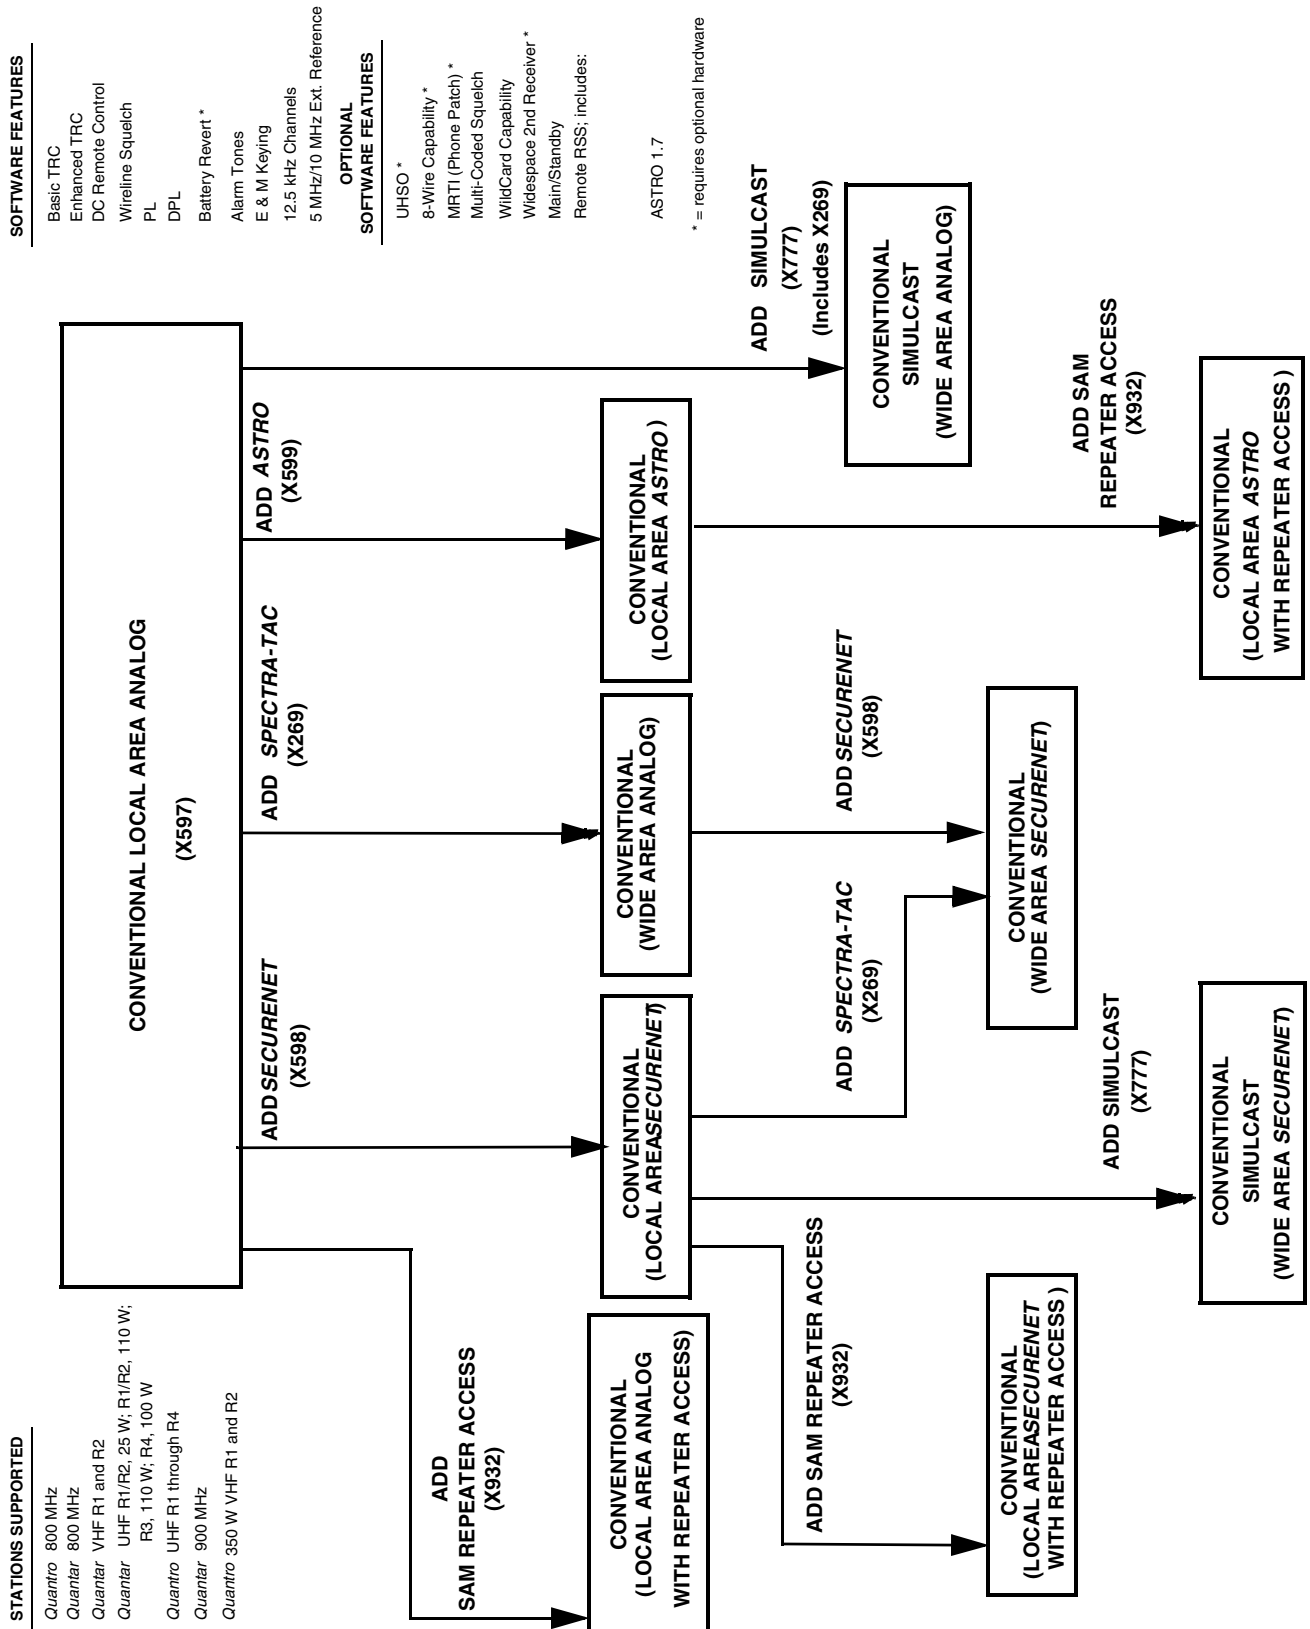 STATIONS SUPPORTED
Quantro 800 MHz
Quantar 800 MHz
Quantar VHF R1 and R2
Quantar UHF R1/R2, 25 W; R1/R2, 110 W;
R3, 110 W; R4, 100 W
Quantro UHF R1 through R4
Quantar 900 MHz
Quantro 350 W VHF R1 and R2
CONVENTIONAL LOCAL AREA ANALOG
(X597)
SOFTWARE FEATURES
Basic TRC
Enhanced TRC
DC Remote Control
Wireline Squelch
PL
DPL
Battery Revert *
Alarm Tones
E & M Keying
12.5 kHz Channels
5 MHz/10 MHz Ext. Reference
OPTIONAL
SOFTWARE FEATURES
UHSO *
8-Wire Capability *
MRTI (Phone Patch) *
Multi-Coded Squelch
WildCard Capability
Widespace 2nd Receiver *
Main/Standby
Remote RSS; includes:
ASTRO 1.7
* = requires optional hardware
ADD
SAM REPEATER ACCESS
(X932)
ADD SECURENET
(X598)
ADD SPECTRA-TAC
(X269)
ADD ASTRO
(X599)
ADD SIMULCAST
(X777)
(Includes X269)
CONVENTIONAL
(LOCAL AREA ANALOG
WITH REPEATER ACCESS)
CONVENTIONAL
(LOCAL AREA SECURENET)
CONVENTIONAL
(WIDE AREA ANALOG)
CONVENTIONAL
(LOCAL AREA ASTRO )
CONVENTIONAL
SIMULCAST
(WIDE AREA ANALOG)
ADD SAM REPEATER ACCESS
(X932)
ADD SPECTRA-TAC
(X269)
ADD SECURENET
(X598)
ADD SIMULCAST
(X777)
ADD SAM
REPEATER ACCESS
(X932)
CONVENTIONAL
(LOCAL AREA SECURENET
WITH REPEATER ACCESS )
CONVENTIONAL
(WIDE AREA SECURENET)
CONVENTIONAL
SIMULCAST
(WIDE AREA SECURENET)
CONVENTIONAL
(LOCAL AREA ASTRO
WITH REPEATER ACCESS )